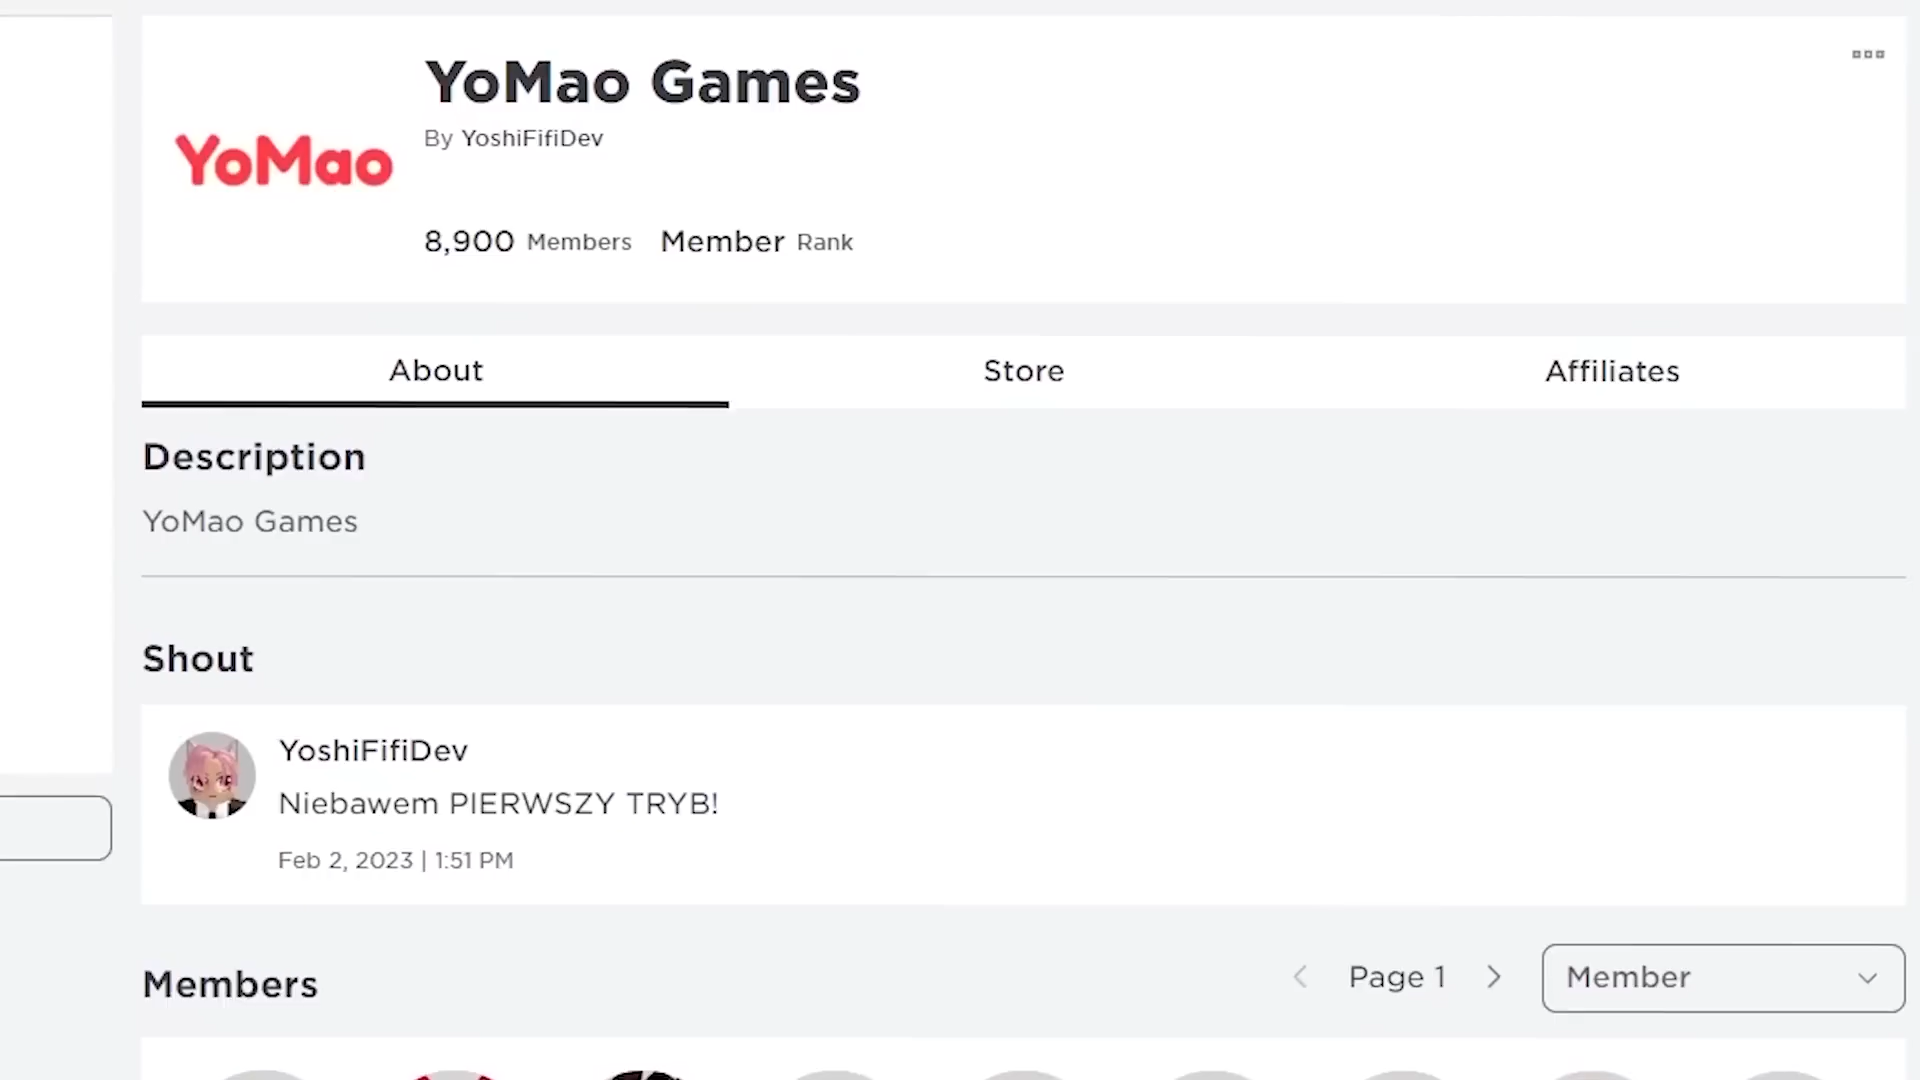 YoMao
YoMao Games
By YoshiFifiDev
8,900 Members Member Rank
About Store Affiliates
Description
YoMao Games
Shout
YoshiFifiDev
Niebawem PIERWSZY TRYB!
Feb 2, 2023 | 1:51 PM
Members
Page 1
Member